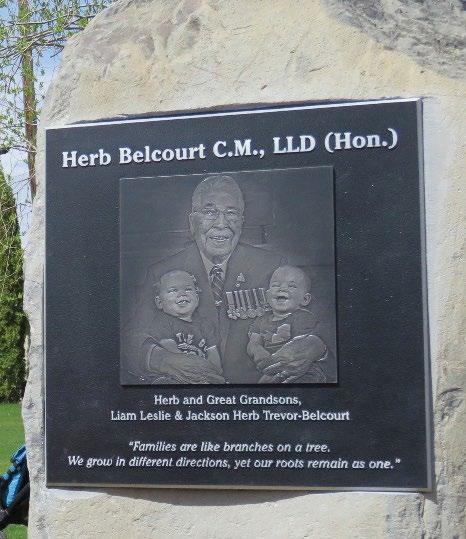 Herb Belcourt C.M., LLD (Hon.)
Herb and Great Grandsons,
Liam Leslie & Jackson Herb Trevor-Belcourt
"Families are like branches on a tree.
We grow in different directions, yet our roots remain as one."